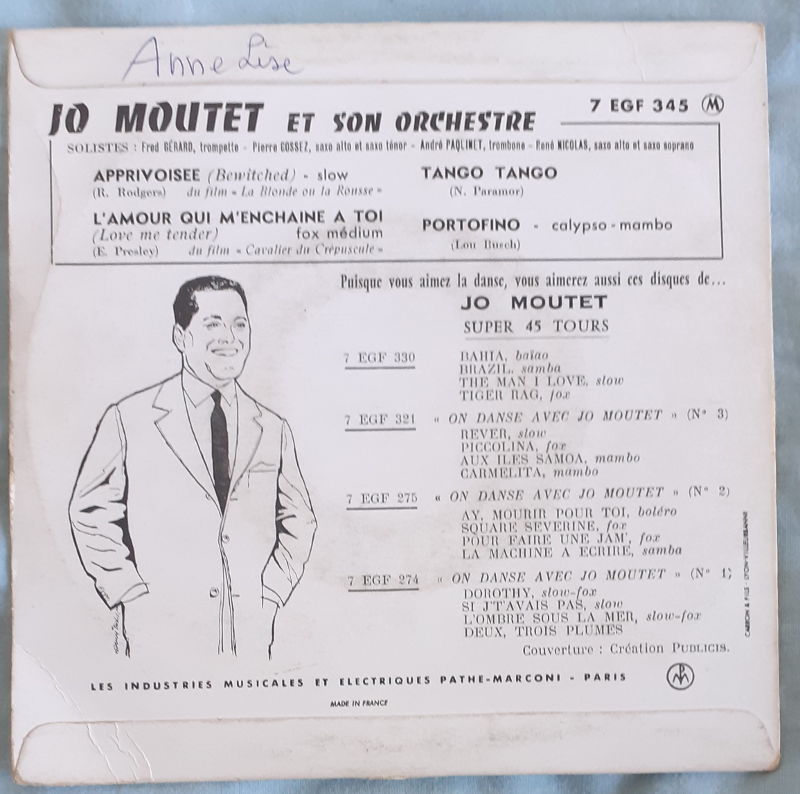 Anne Lise
JO MOUTET ET SON ORCHESTRE
7 EGF 345 M
SOLISTES : Fred GÉRARD, trompette - Pierre GOSSEZ, saxo alto et saxo ténor - André PAQLINET, trombone - René NICOLAS, saxo alto et saxo soprano
APPRIVOISEE (Bewitched) - slow
(R. Rodgers) du film « La Blonde ou la Rousse »
L'AMOUR QUI M'ENCHAINE A TOI
(Love me tender) fox médium
(E. Presley) du film « Cavalier du Crépuscule »
TANGO TANGO
(N. Paramor)
PORTOFINO - calypso-mambo
(Lou Busch)
Puisque vous aimez la danse, vous aimerez aussi ces disques de...
JO MOUTET
SUPER 45 TOURS
7 EGF 330 BAHIA, baiao
BRAZIL, samba
THE MAN I LOVE, slow
TIGER RAG, fox
7 EGF 321 « ON DANSE AVEC JO MOUTET » (N° 3)
REVER, slow
PICCOLINA, fox
AUX ILES SAMOA, mambo
CARMELITA, mambo
7 EGF 275 « ON DANSE AVEC JO MOUTET » (N° 2)
AY, MOURIR POUR TOI, boléro
SQUARE SEVERINE, fox
POUR FAIRE UNE JAM', fox
LA MACHINE A ECRIRE, samba
7 EGF 274 « ON DANSE AVEC JO MOUTET » (N° 1)
DOROTHY, slow-fox
SI J'T'AVAIS PAS, slow
L'OMBRE SOUS LA MER, slow-fox
DEUX, TROIS PLUMES
Couverture : Création PUBLICIS.
LES INDUSTRIES MUSICALES ET ELECTRIQUES PATHE-MARCONI - PARIS
MADE IN FRANCE